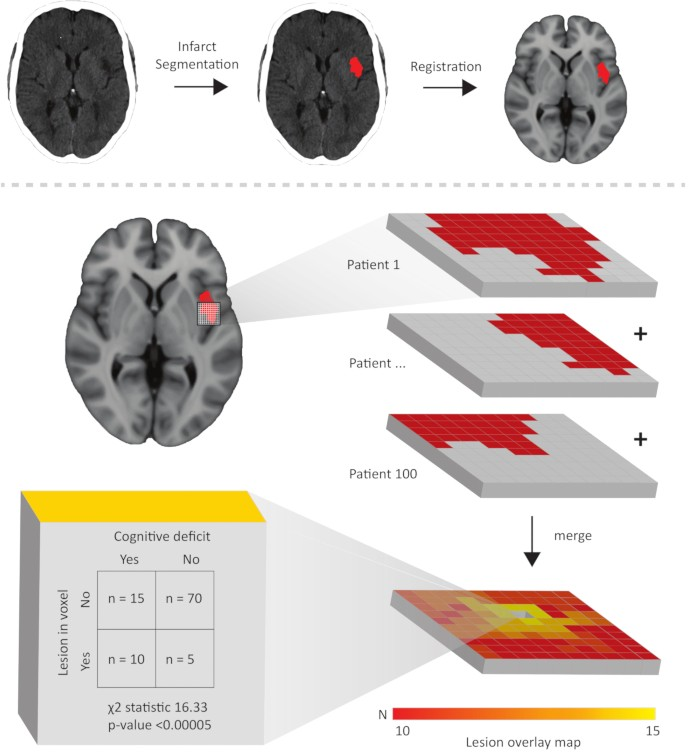 Infarct
Segmentation
Registration
Patient 1
+
Patient ...
+
Patient 100
merge
Cognitive deficit
Yes No
Lesion in voxel
No
n = 15 n = 70
Yes
n = 10 n = 5
χ2 statistic 16.33
p-value <0.00005
N
10 15
Lesion overlay map